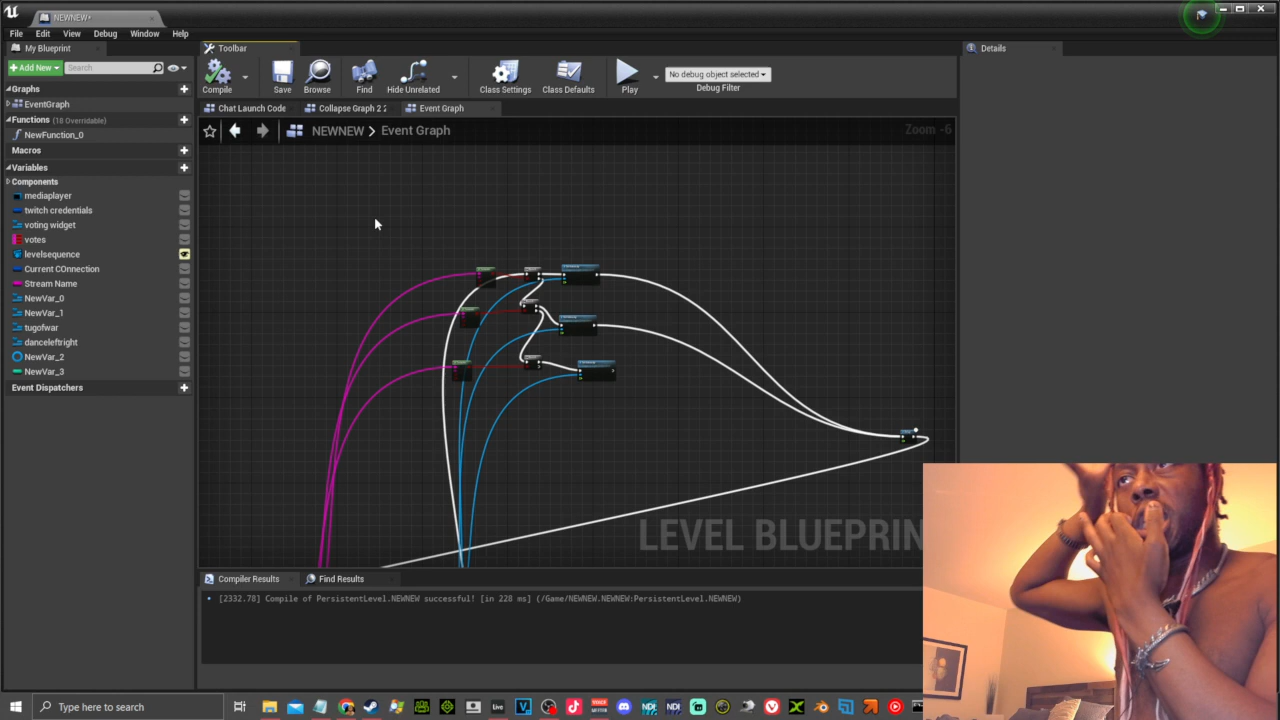 NEWNEW*
File Edit View Debug Window Help
My Blueprint
Toolbar
Details
Add New
Search
Compile
Save
Browse
Find
Hide Unrelated
Class Settings
Class Defaults
Play
No debug object selected
Debug Filter
Graphs
EventGraph
Functions (18 Overridable)
NewFunction_0
Macros
Variables
Components
mediaplayer
twitch credentials
voting widget
votes
levelsequence
Current COnnection
Stream Name
NewVar_0
NewVar_1
tugofwar
danceleftright
NewVar_2
NewVar_3
Event Dispatchers
Chat Launch Code
Collapse Graph 2
Event Graph
NEWNEW > Event Graph
Zoom -6
LEVEL BLUEPRIN
Compiler Results
Find Results
[2332.78] Compile of PersistentLevel.NEWNEW successful! [in 228 ms] (/Game/NEWNEW.NEWNEW:PersistentLevel.NEWNEW)
Type here to search
Live
NDI
NDI